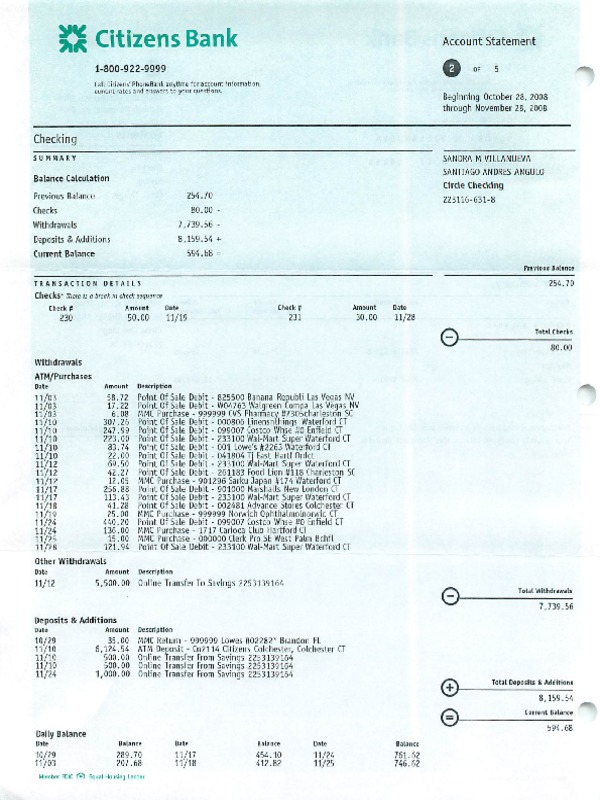 Citizens Bank
1-800-922-9999
Call Citizens' PhoneBank anytime for account information,
current rates and answers to your questions.
Account Statement
2 OF 5
Beginning October 28, 2008
through November 28, 2008
Checking
SUMMARY
Balance Calculation
Previous Balance 254.70
Checks 80.00 -
Withdrawals 7,739.56 -
Deposits & Additions 8,159.54 +
Current Balance 594.68 =
SANDRA M VILLANUEVA
SANTIAGO ANDRES ANGULO
Circle Checking
223116-631-8
Previous Balance
254.70
TRANSACTION DETAILS
Checks* There is a break in check sequence
Check # Amount Date Check # Amount Date
230 50.00 11/19 231 30.00 11/28
Total Checks
80.00
Withdrawals
ATM/Purchases
Date Amount Description
11/03 58.72 Point Of Sale Debit - 825500 Banana Republi Las Vegas NV
11/03 17.22 Point Of Sale Debit - W04763 Walgreen Compa Las Vegas NV
11/03 6.08 MMC Purchase - 999999 CVS Pharmacy #7305charleston SC
11/10 307.26 Point Of Sale Debit - 000806 Linensnthings Waterford CT
11/10 247.99 Point Of Sale Debit - 099007 Costco Whse #0 Enfield CT
11/10 223.00 Point Of Sale Debit - 233100 Wal-Mart Super Waterford CT
11/10 83.74 Point Of Sale Debit - 001 Lowe's #2263 Waterford CT
11/10 22.00 Point Of Sale Debit - 041804 Tj East Hartf
11/12 69.50 Point Of Sale Debit - 233100 Wal-Mart Super Waterford CT
11/12 42.27 Point Of Sale Debit - 261183 Food Lion #118 Charleston SC
11/17 12.05 MMC Purchase - 901296 Sarku Japan #174 Waterford CT
11/17 256.88 Point Of Sale Debit - 901000 Marshalls New London CT
11/17 113.43 Point Of Sale Debit - 233100 Wal-Mart Super Waterford CT
11/18 41.28 Point Of Sale Debit - 002481 Advance Stores Colchester CT
11/19 25.00 MMC Purchase - 999999 Norwich Ophthalmolnorwic CT
11/24 440.20 Point Of Sale Debit - 099007 Costco Whse #0 Enfield CT
11/24 136.00 MMC Purchase - 1717 Carioca Club Hartford CT
11/25 15.00 MMC Purchase - 000000 Clerk Pro SE West Palm Bchfl
11/28 121.94 Point Of Sale Debit - 233100 Wal-Mart Super Waterford CT
Other Withdrawals
Date Amount Description
11/12 5,500.00 Online Transfer To Savings 2253139164
Total Withdrawals
7,739.56
Deposits & Additions
Date Amount Description
10/29 35.00 MMC Return - 999999 Lowes #02282* Brandon FL
11/10 6,124.54 ATM Deposit - Co2114 Citizens Colchester, Colchester CT
11/10 500.00 Online Transfer From Savings 2253139164
11/10 500.00 Online Transfer From Savings 2253139164
11/24 1,000.00 Online Transfer From Savings 2253139164
Total Deposits & Additions
8,159.54
Current Balance
594.68
Daily Balance
Date Balance Date Balance Date Balance
10/29 289.70 11/17 454.10 11/24 761.62
11/03 207.68 11/18 412.82 11/25 746.62
Member FDIC Equal Housing Lender